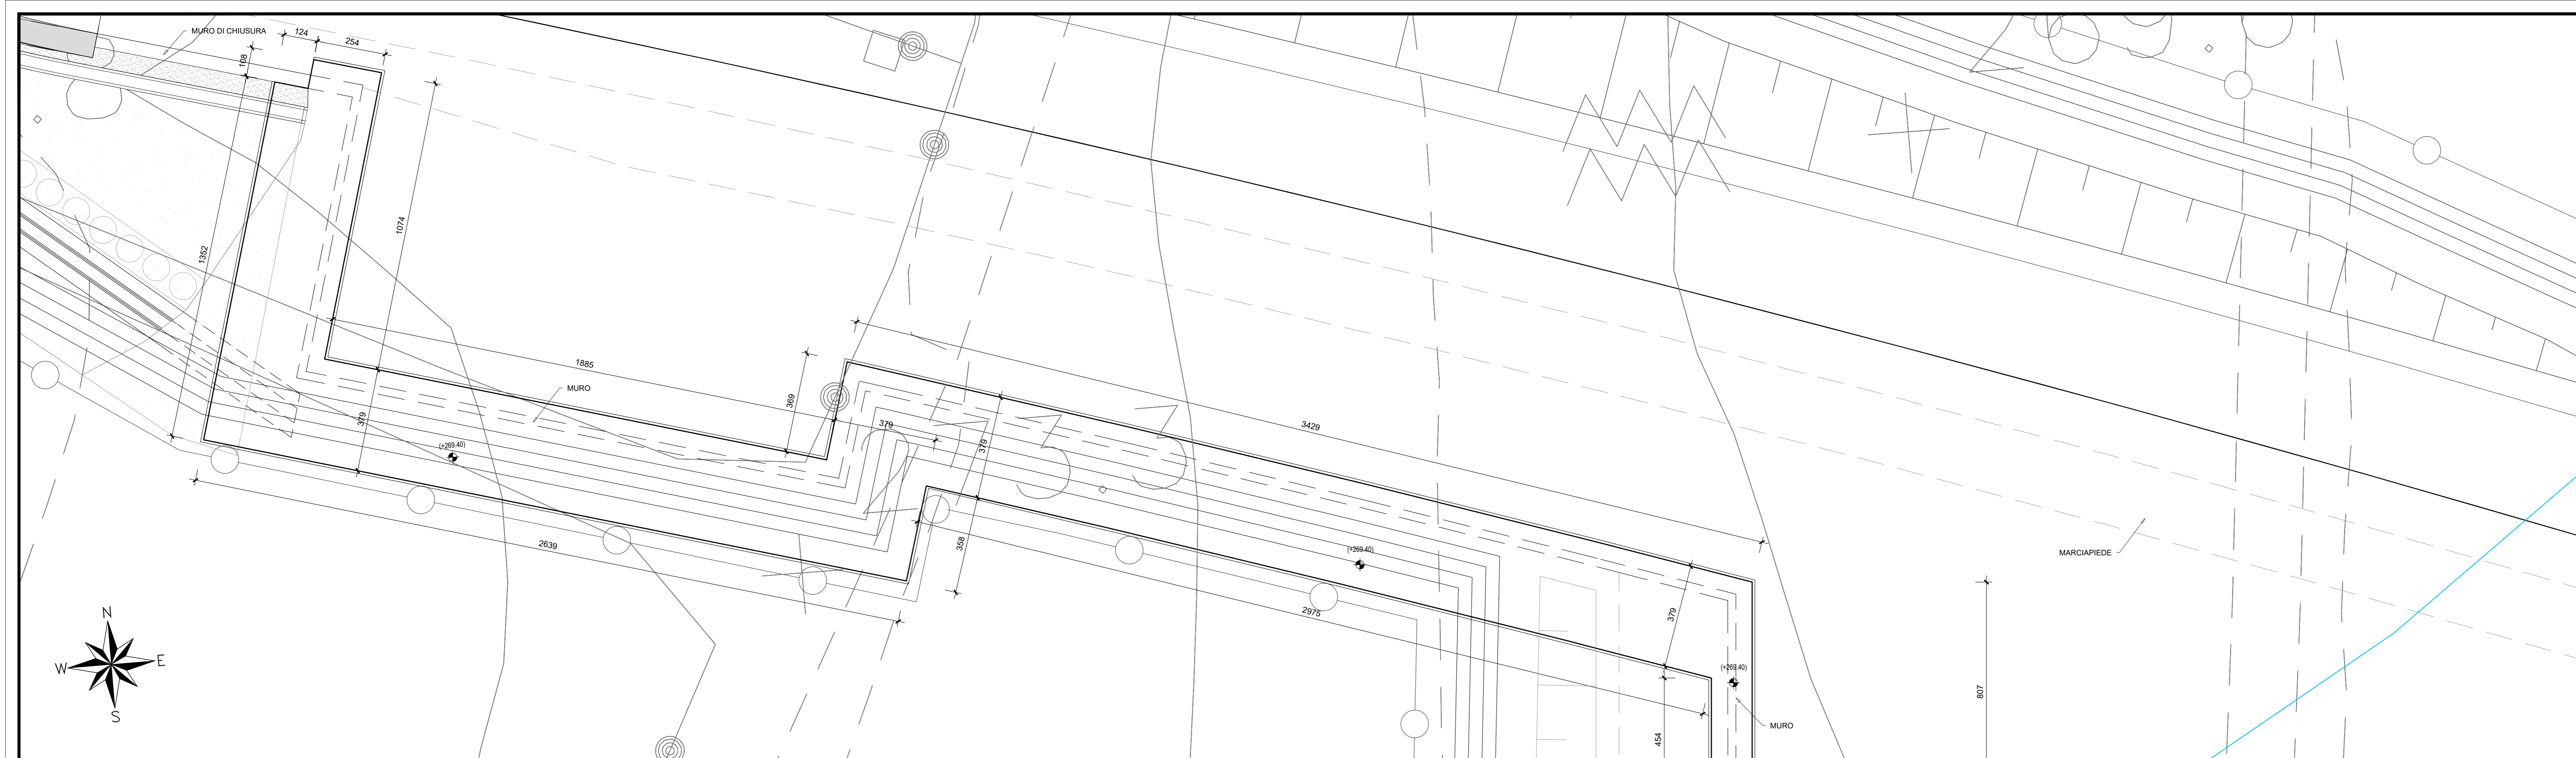 MURO DI CHIUSURA
124
254
108
1074
1352
1885
MURO
369
379
379
379
3429
(+269.40)
2639
358
(+269.40)
2975
379
(+269.40)
MURO
454
807
MARCIAPIEDE
N
W
E
S